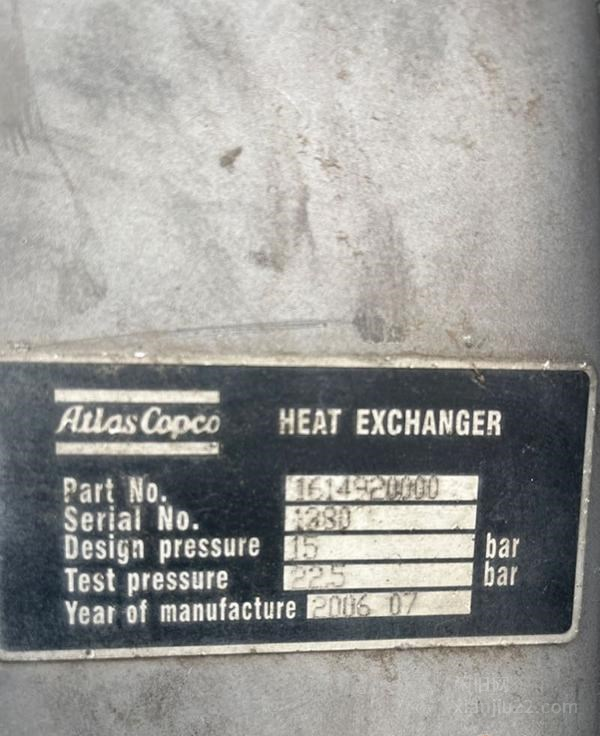 Atlas Copco HEAT EXCHANGER
Part No. 1614920000
Serial No.
Design pressure 15 bar
Test pressure 22.5 bar
Year of manufacture 2006 07